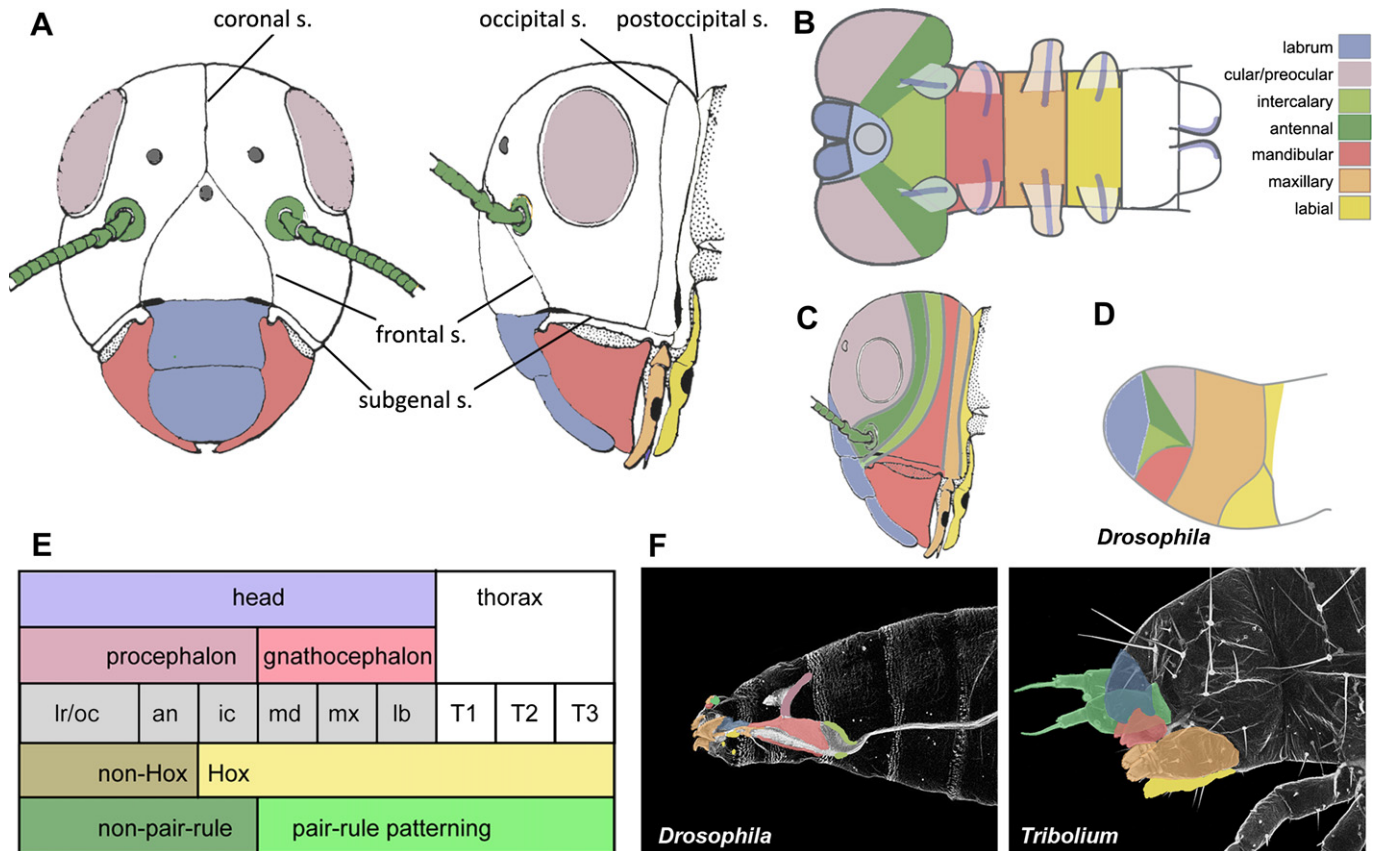 A
coronal s.
occipital s.
postoccipital s.
frontal s.
subgenal s.
B
labrum
cular/preocular
intercalary
antennal
mandibular
maxillary
labial
C
D
Drosophila
E
head
thorax
procephalon
gnathocephalon
lr/oc
an
ic
md
mx
lb
T1
T2
T3
non-Hox
Hox
non-pair-rule
pair-rule patterning
F
Drosophila
Tribolium